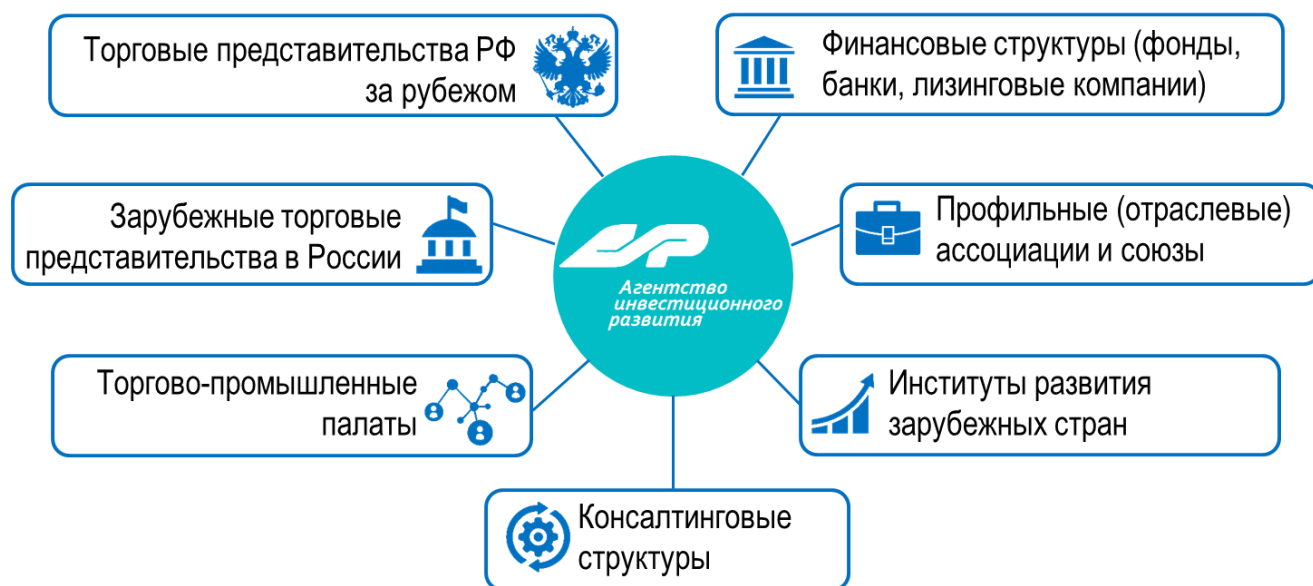 Торговые представительства РФ
за рубежом
Финансовые структуры (фонды,
банки, лизинговые компании)
Зарубежные торговые
представительства в России
АИР
Агентство
инвестиционного
развития
Профильные (отраслевые)
ассоциации и союзы
Торгово-промышленные
палаты
Институты развития
зарубежных стран
Консалтинговые
структуры